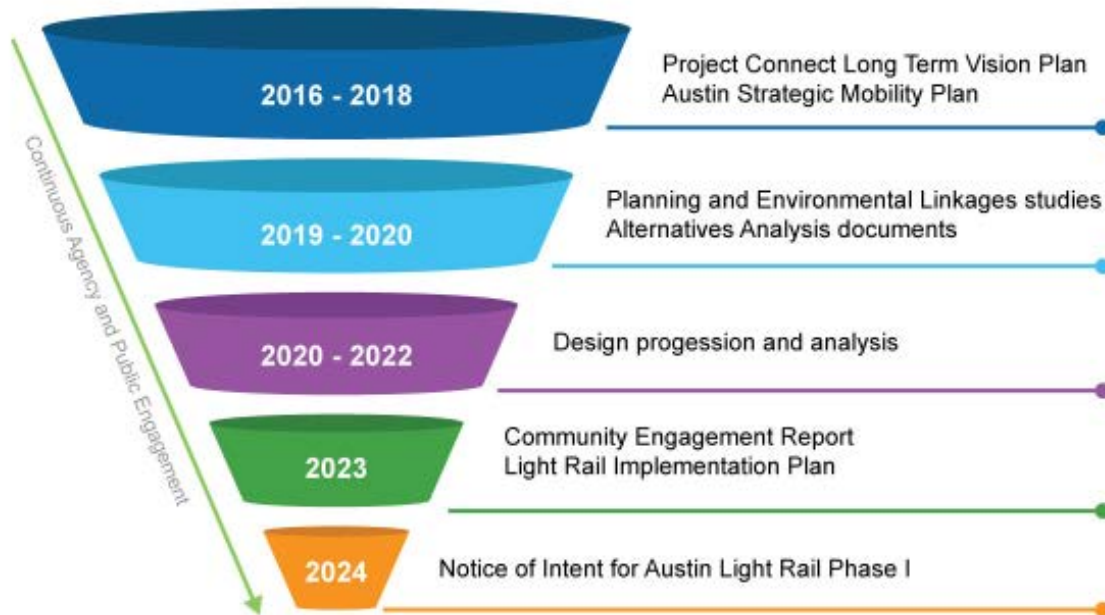 2016 - 2018
Project Connect Long Term Vision Plan
Austin Strategic Mobility Plan
2019 - 2020
Planning and Environmental Linkages studies
Alternatives Analysis documents
2020 - 2022
Design progession and analysis
2023
Community Engagement Report
Light Rail Implementation Plan
2024
Notice of Intent for Austin Light Rail Phase I
Continuous Agency and Public Engagement